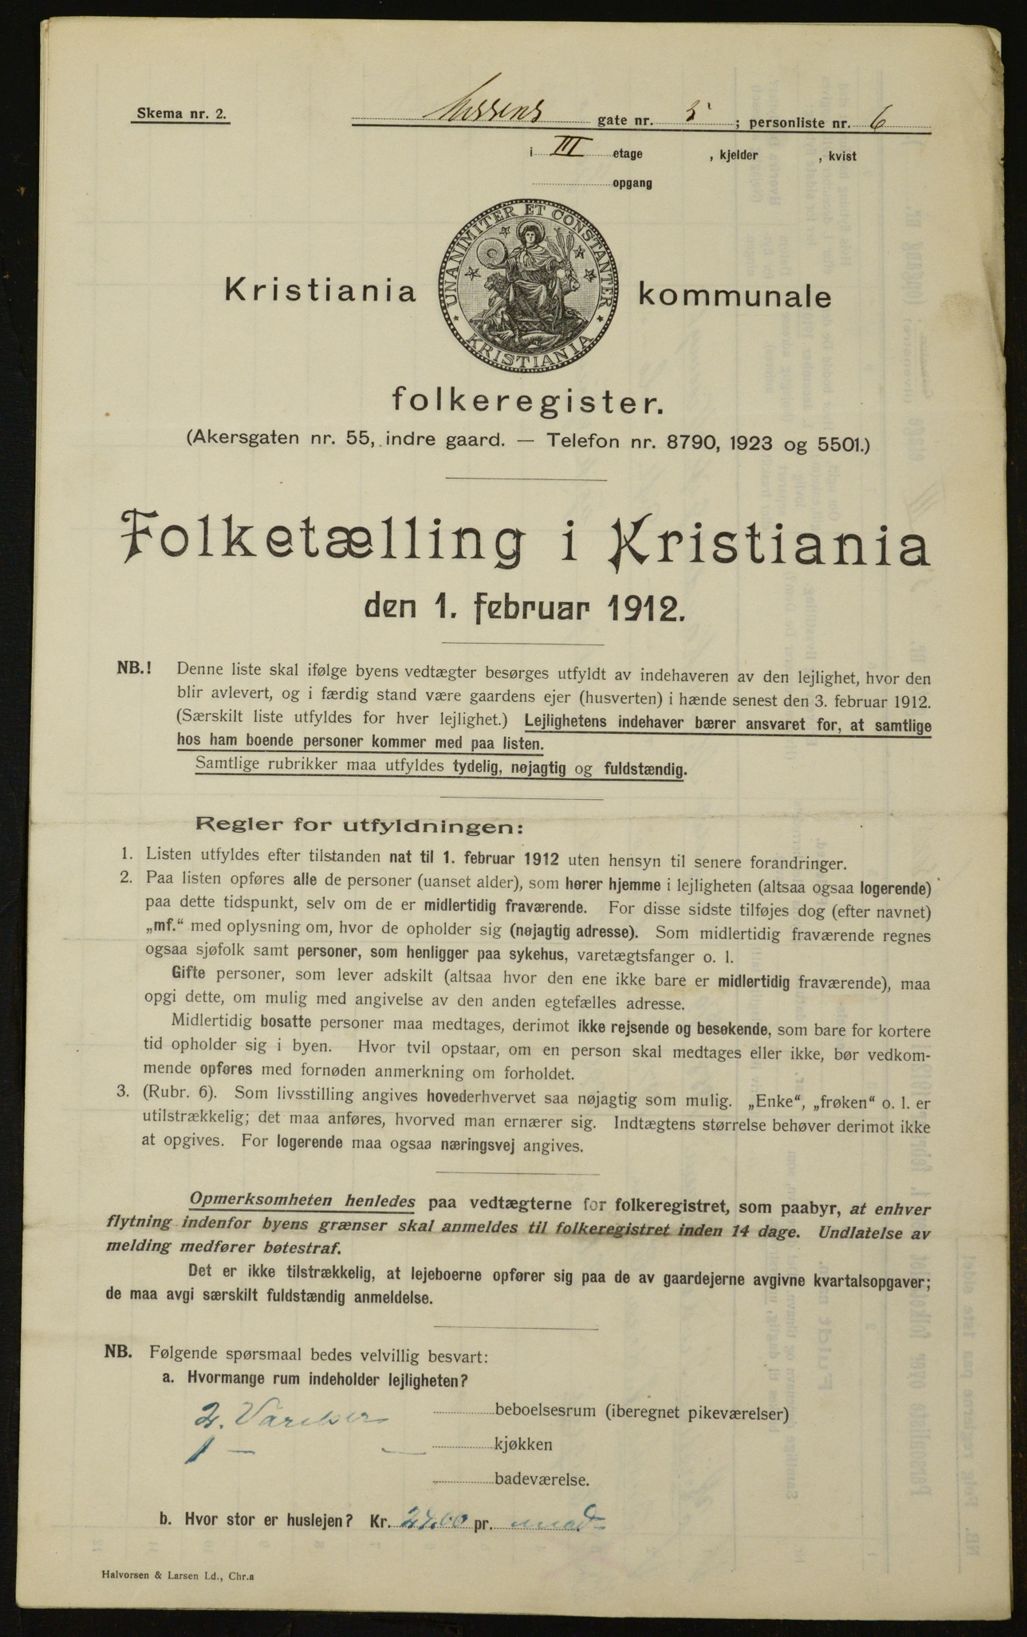 Skema nr. 2.
gate nr. 5 ; personliste nr. 6
i III etage , kjelder , kvist
opgang
UNANIMITER ET CONSTANTER
KRISTIANIA
Kristiania kommunale
folkeregister.
(Akersgaten nr. 55, indre gaard. — Telefon nr. 8790, 1923 og 5501.)
Folketælling i Kristiania
den 1. februar 1912.
NB.! Denne liste skal ifølge byens vedtægter besørges utfyldt av indehaveren av den lejlighet, hvor den
blir avlevert, og i færdig stand være gaardens ejer (husverten) i hænde senest den 3. februar 1912.
(Særskilt liste utfyldes for hver lejlighet.) Lejlighetens indehaver bærer ansvaret for, at samtlige
hos ham boende personer kommer med paa listen.
Samtlige rubrikker maa utfyldes tydelig, nøjagtig og fuldstændig.
Regler for utfyldningen:
1. Listen utfyldes efter tilstanden nat til 1. februar 1912 uten hensyn til senere forandringer.
2. Paa listen opføres alle de personer (uanset alder), som hører hjemme i lejligheten (altsaa ogsaa logerende)
paa dette tidspunkt, selv om de er midlertidig fraværende. For disse sidste tilføjes dog (efter navnet)
„mf.“ med oplysning om, hvor de opholder sig (nøjagtig adresse). Som midlertidig fraværende regnes
ogsaa sjøfolk samt personer, som henligger paa sykehus, varetægtsfanger o. l.
Gifte personer, som lever adskilt (altsaa hvor den ene ikke bare er midlertidig fraværende), maa
opgi dette, om mulig med angivelse av den anden egtefælles adresse.
Midlertidig bosatte personer maa medtages, derimot ikke rejsende og besøkende, som bare for kortere
tid opholder sig i byen. Hvor tvil opstaar, om en person skal medtages eller ikke, bør vedkom-
mende opføres med fornøden anmerkning om forholdet.
3. (Rubr. 6). Som livsstilling angives hovederhvervet saa nøjagtig som mulig. „Enke“, „frøken“ o. l. er
utilstrækkelig; det maa anføres, hvorved man ernærer sig. Indtægtens størrelse behøver derimot ikke
at opgives. For logerende maa ogsaa næringsvej angives.
Opmerksomheten henledes paa vedtægterne for folkeregistret, som paabyr, at enhver
flytning indenfor byens grænser skal anmeldes til folkeregistret inden 14 dage. Undlatelse av
melding medfører bøtestraf.
Det er ikke tilstrækkelig, at lejeboerne opfører sig paa de av gaardejerne avgivne kvartalsopgaver;
de maa avgi særskilt fuldstændig anmeldelse.
NB. Følgende spørsmaal bedes velvillig besvart:
a. Hvormange rum indeholder lejligheten?
2. Værelser beboelsesrum (iberegnet pikeværelser)
1 — — kjøkken
badeværelse.
b. Hvor stor er huslejen? Kr. pr. maad
Halvorsen & Larsen Ld., Chr.a